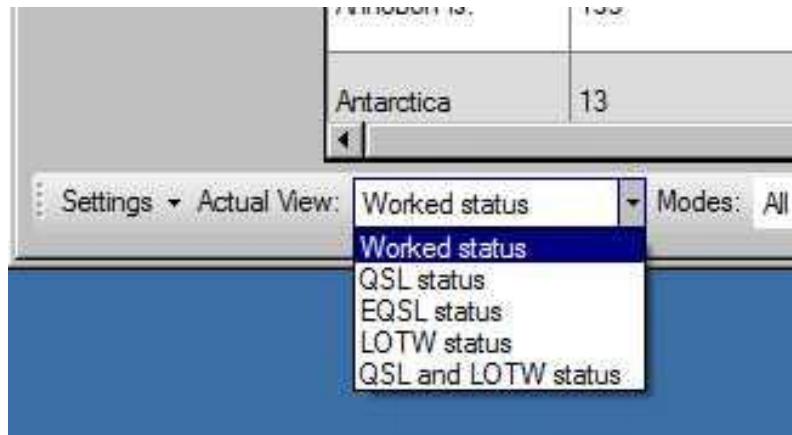 Antarctica 13
Settings Actual View: Worked status Modes: All
Worked status
QSL status
EQSL status
LOTW status
QSL and LOTW status